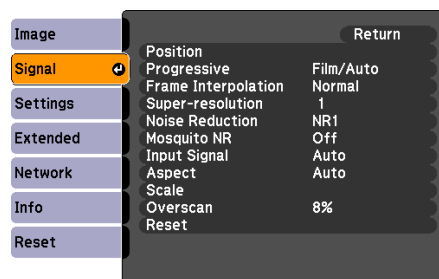 Image
Signal
Settings
Extended
Network
Info
Reset
Return
Position
Progressive Film/Auto
Frame Interpolation Normal
Super-resolution 1
Noise Reduction NR1
Mosquito NR Off
Input Signal Auto
Aspect Auto
Scale
Overscan 8%
Reset